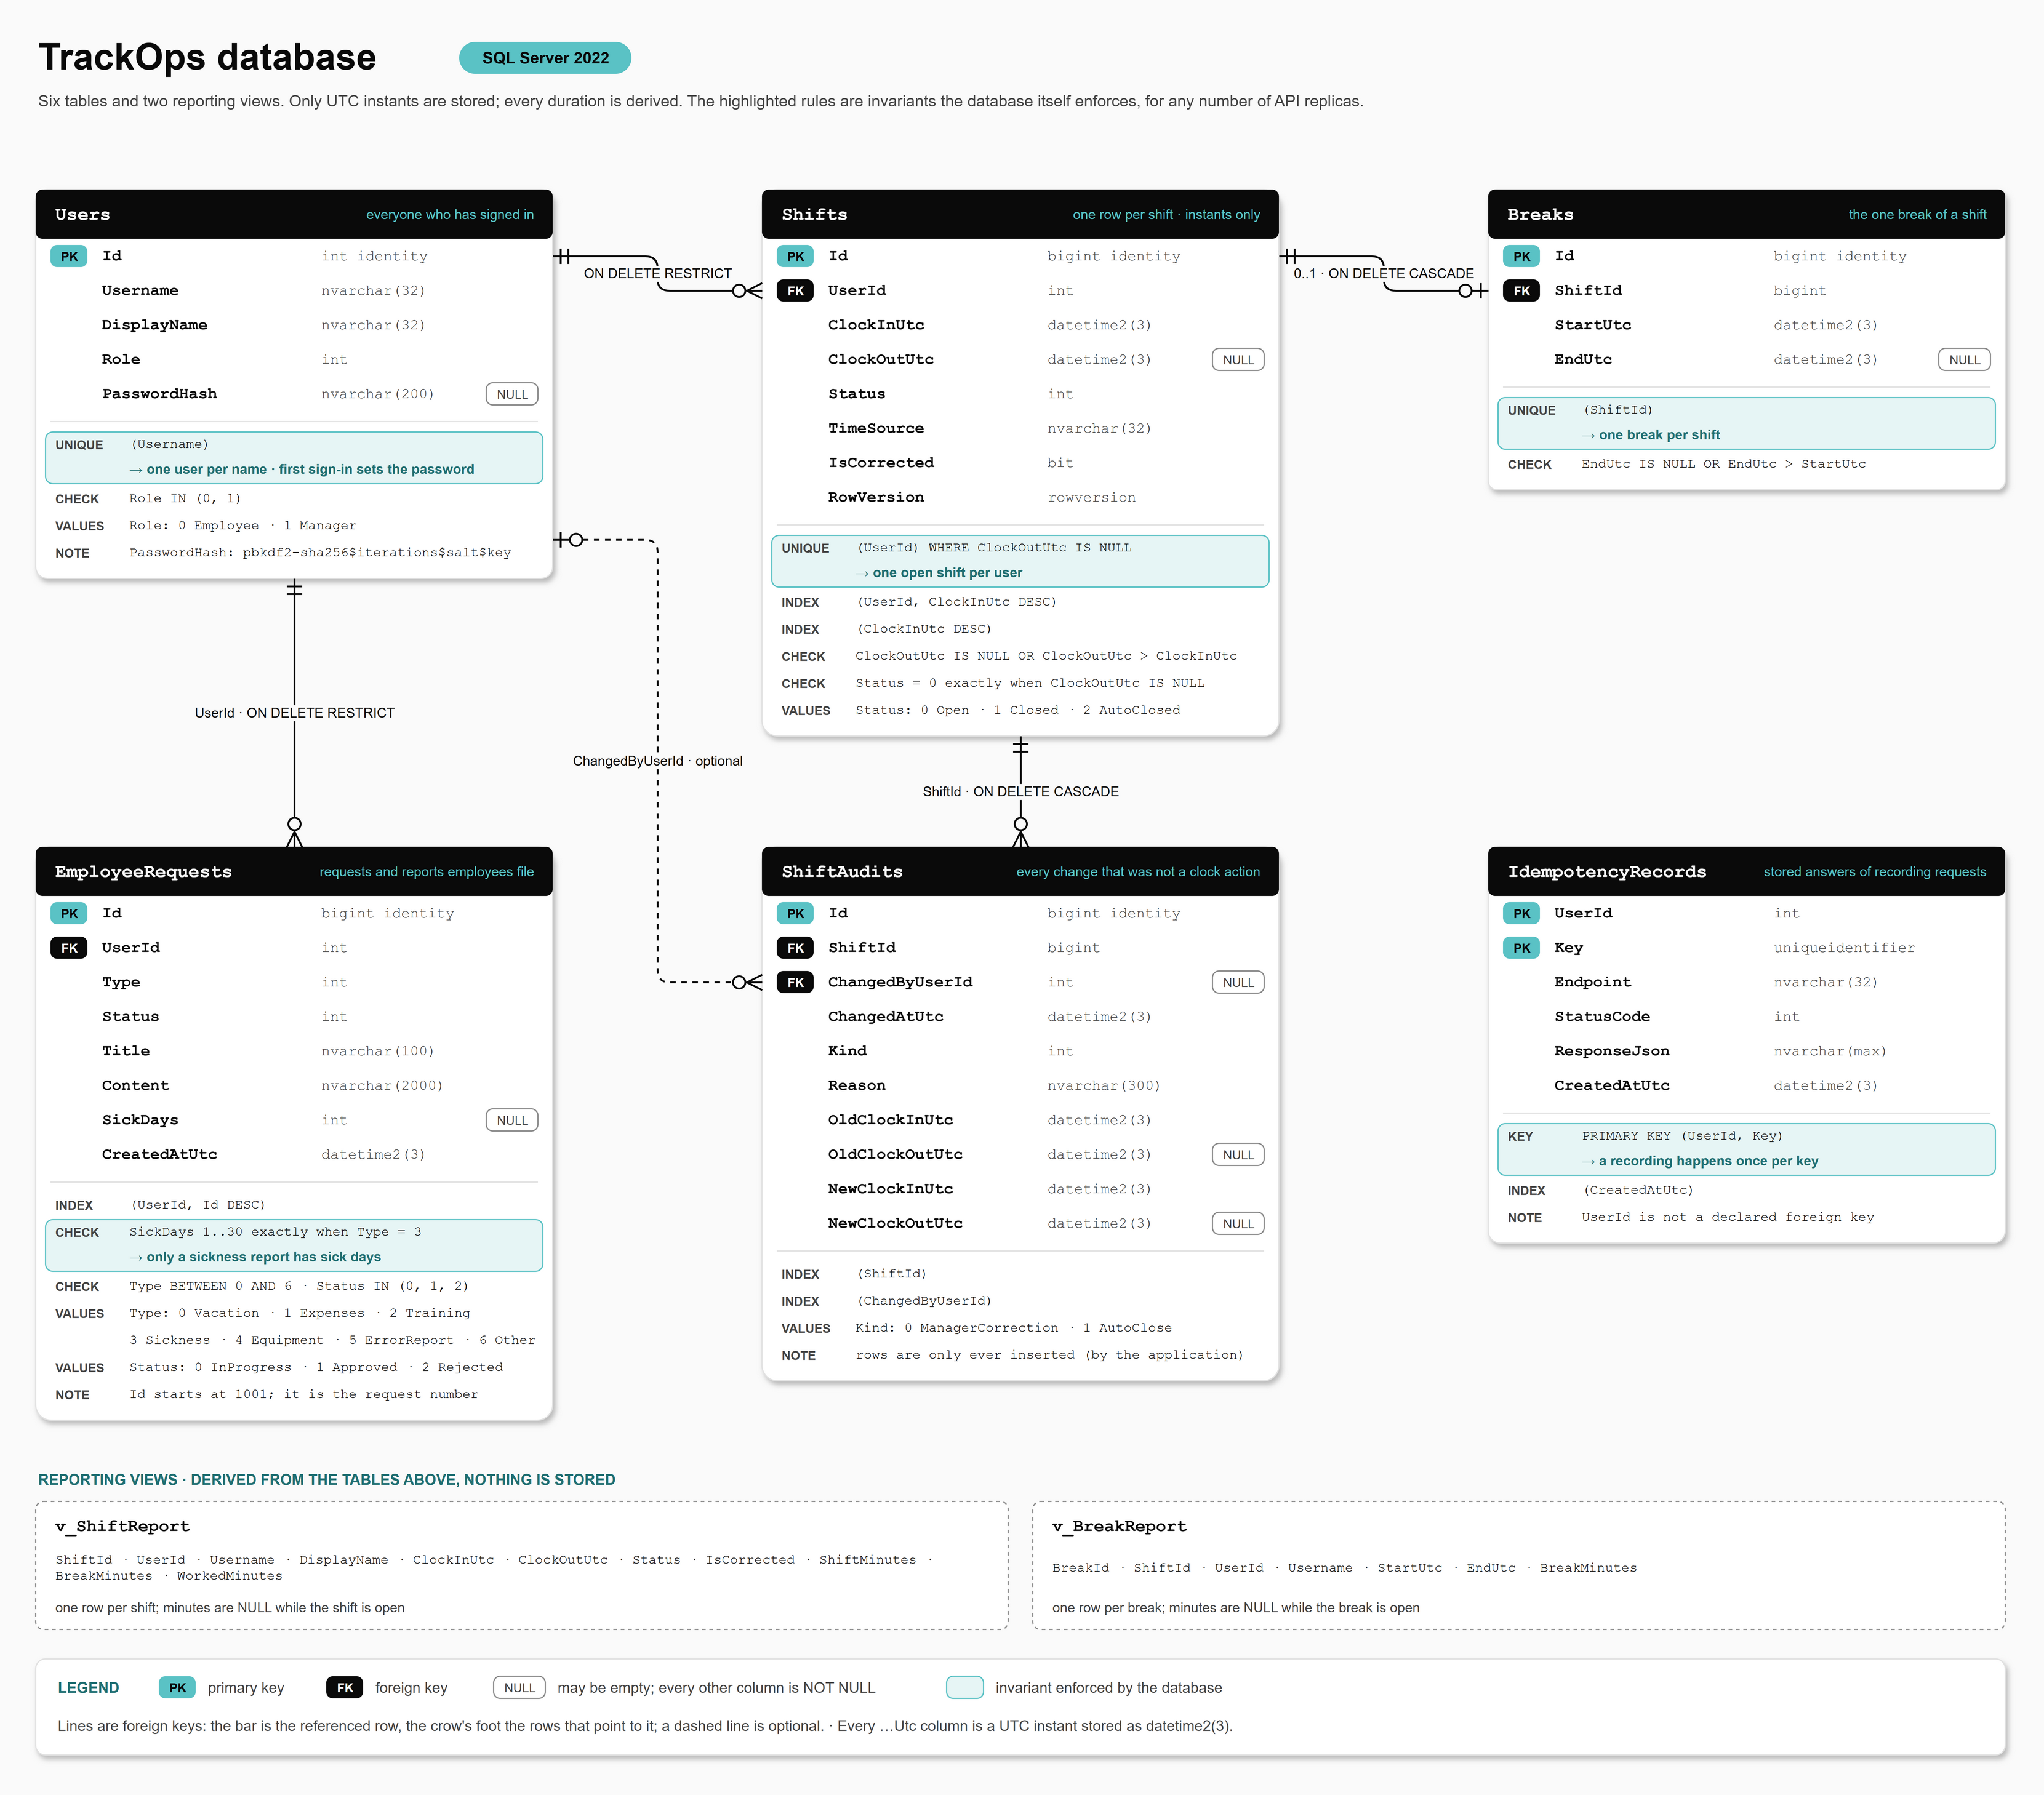 TrackOps database
SQL Server 2022
Six tables and two reporting views. Only UTC instants are stored; every duration is derived. The highlighted rules are invariants the database itself enforces, for any number of API replicas.
Users everyone who has signed in
PK Id int identity
Username nvarchar(32)
DisplayName nvarchar(32)
Role int
PasswordHash nvarchar(200) NULL
UNIQUE (Username)
→ one user per name · first sign-in sets the password
CHECK Role IN (0, 1)
VALUES Role: 0 Employee · 1 Manager
NOTE PasswordHash: pbkdf2-sha256$iterations$salt$key
ON DELETE RESTRICT
Shifts one row per shift · instants only
PK Id bigint identity
FK UserId int
ClockInUtc datetime2(3)
ClockOutUtc datetime2(3) NULL
Status int
TimeSource nvarchar(32)
IsCorrected bit
RowVersion rowversion
UNIQUE (UserId) WHERE ClockOutUtc IS NULL
→ one open shift per user
INDEX (UserId, ClockInUtc DESC)
INDEX (ClockInUtc DESC)
CHECK ClockOutUtc IS NULL OR ClockOutUtc > ClockInUtc
CHECK Status = 0 exactly when ClockOutUtc IS NULL
VALUES Status: 0 Open · 1 Closed · 2 AutoClosed
0..1 · ON DELETE CASCADE
Breaks the one break of a shift
PK Id bigint identity
FK ShiftId bigint
StartUtc datetime2(3)
EndUtc datetime2(3) NULL
UNIQUE (ShiftId)
→ one break per shift
CHECK EndUtc IS NULL OR EndUtc > StartUtc
UserId · ON DELETE RESTRICT
ChangedByUserId · optional
ShiftId · ON DELETE CASCADE
EmployeeRequests requests and reports employees file
PK Id bigint identity
FK UserId int
Type int
Status int
Title nvarchar(100)
Content nvarchar(2000)
SickDays int NULL
CreatedAtUtc datetime2(3)
INDEX (UserId, Id DESC)
CHECK SickDays 1..30 exactly when Type = 3
→ only a sickness report has sick days
CHECK Type BETWEEN 0 AND 6 · Status IN (0, 1, 2)
VALUES Type: 0 Vacation · 1 Expenses · 2 Training
3 Sickness · 4 Equipment · 5 ErrorReport · 6 Other
VALUES Status: 0 InProgress · 1 Approved · 2 Rejected
NOTE Id starts at 1001; it is the request number
ShiftAudits every change that was not a clock action
PK Id bigint identity
FK ShiftId bigint
FK ChangedByUserId int NULL
ChangedAtUtc datetime2(3)
Kind int
Reason nvarchar(300)
OldClockInUtc datetime2(3)
OldClockOutUtc datetime2(3) NULL
NewClockInUtc datetime2(3)
NewClockOutUtc datetime2(3) NULL
INDEX (ShiftId)
INDEX (ChangedByUserId)
VALUES Kind: 0 ManagerCorrection · 1 AutoClose
NOTE rows are only ever inserted (by the application)
IdempotencyRecords stored answers of recording requests
PK UserId int
PK Key uniqueidentifier
Endpoint nvarchar(32)
StatusCode int
ResponseJson nvarchar(max)
CreatedAtUtc datetime2(3)
KEY PRIMARY KEY (UserId, Key)
→ a recording happens once per key
INDEX (CreatedAtUtc)
NOTE UserId is not a declared foreign key
REPORTING VIEWS · DERIVED FROM THE TABLES ABOVE, NOTHING IS STORED
v_ShiftReport
ShiftId · UserId · Username · DisplayName · ClockInUtc · ClockOutUtc · Status · IsCorrected · ShiftMinutes ·
BreakMinutes · WorkedMinutes
one row per shift; minutes are NULL while the shift is open
v_BreakReport
BreakId · ShiftId · UserId · Username · StartUtc · EndUtc · BreakMinutes
one row per break; minutes are NULL while the break is open
LEGEND PK primary key FK foreign key NULL may be empty; every other column is NOT NULL invariant enforced by the database
Lines are foreign keys: the bar is the referenced row, the crow's foot the rows that point to it; a dashed line is optional. · Every …Utc column is a UTC instant stored as datetime2(3).